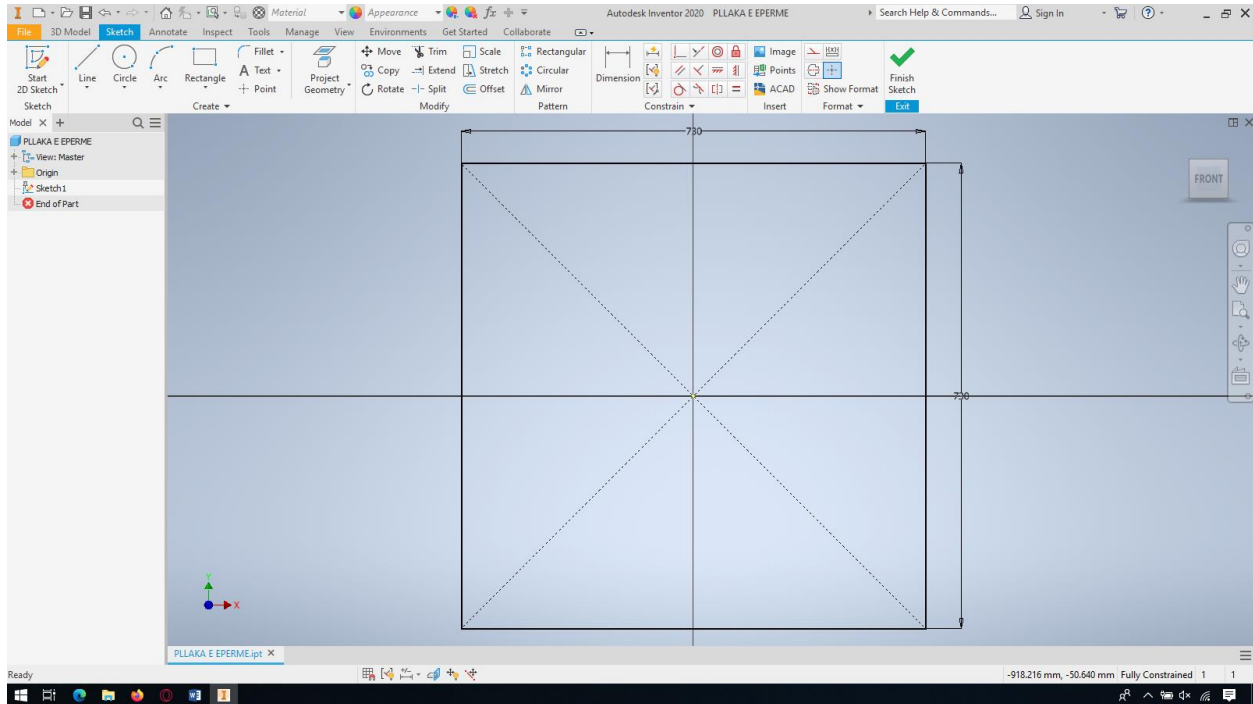 Material Appearance fx Autodesk Inventor 2020 PLLAKA E EPERME Search Help & Commands... Sign In
File 3D Model Sketch Annotate Inspect Tools Manage View Environments Get Started Collaborate
Start 2D Sketch Line Circle Arc Rectangle Fillet Text Point Project Geometry Move Copy Rotate Trim Extend Split Scale Stretch Offset Rectangular Circular Mirror Dimension Image Points ACAD Show Format Finish Sketch
Sketch Create Modify Pattern Constrain Insert Format Exit
Model
PLLAKA E EPERME
View: Master
Origin
Sketch1
End of Part
730
FRONT
730
Y
X
PLLAKA E EPERME.ipt
Ready -918.216 mm, -50.640 mm Fully Constrained 1 1